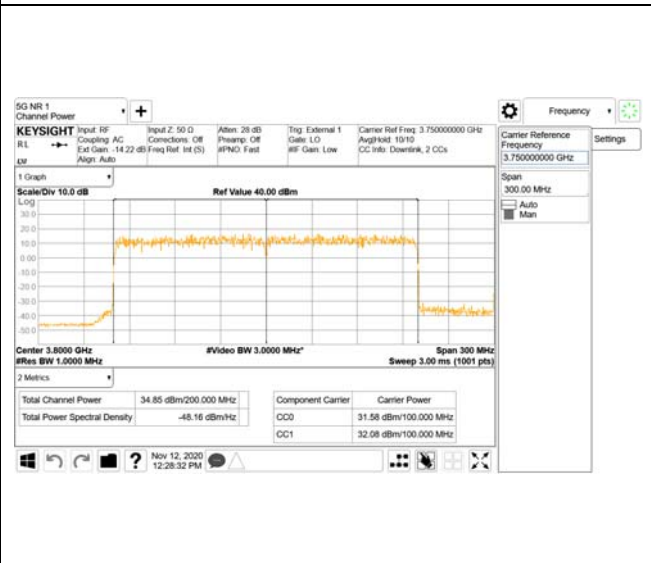 5G NR 1
Channel Power
Frequency
KEYSIGHT
Input: RF
Coupling: AC
Ext Gain: -14.22 dB
Align: Auto
Input Z: 50 Ω
Corrections: Off
Freq Ref: Int (S)
Atten: 28 dB
Preamp: Off
#PNO: Fast
Trig: External 1
Gate: LO
#IF Gain: Low
Carrier Ref Freq: 3.750000000 GHz
Avg|Hold: 10/10
CC Info: Downlink, 2 CCs
RL
Carrier Reference
Frequency
3.750000000 GHz
Settings
Span
300.00 MHz
Auto
Man
1 Graph
Scale/Div 10.0 dB
Ref Value 40.00 dBm
Log
30.0
20.0
10.0
0.00
-10.0
-20.0
-30.0
-40.0
-50.0
Center 3.8000 GHz
#Video BW 3.0000 MHz*
Span 300 MHz
#Res BW 1.0000 MHz
Sweep 3.00 ms (1001 pts)
2 Metrics
Total Channel Power
34.85 dBm/200.000 MHz
Total Power Spectral Density
-48.16 dBm/Hz
Component Carrier
Carrier Power
CC0
31.58 dBm/100.000 MHz
CC1
32.08 dBm/100.000 MHz
?
Nov 12, 2020
12:28:32 PM